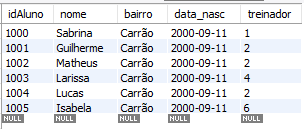 idAluno nome bairro data_nasc treinador
1000 Sabrina Carrão 2000-09-11 1
1001 Guilherme Carrão 2000-09-11 2
1002 Matheus Carrão 2000-09-11 2
1003 Larissa Carrão 2000-09-11 4
1004 Lucas Carrão 2000-09-11 2
1005 Isabela Carrão 2000-09-11 6
NULL NULL NULL NULL NULL